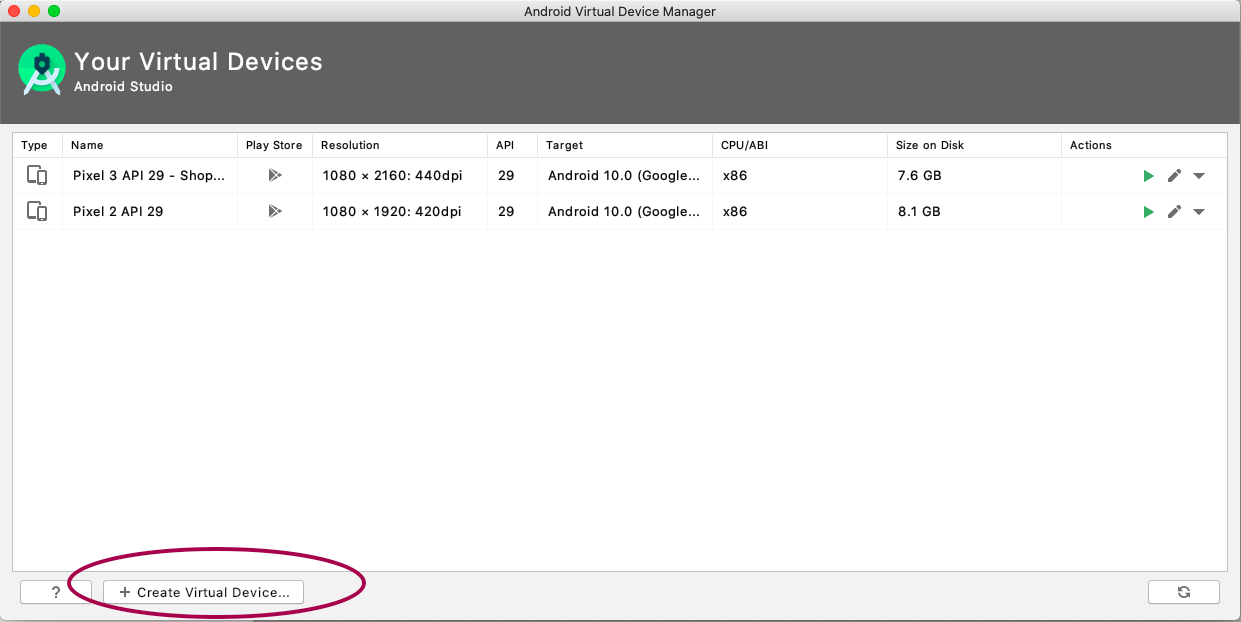 Android Virtual Device Manager
Your Virtual Devices
Android Studio
Type Name Play Store Resolution API Target CPU/ABI Size on Disk Actions
Pixel 3 API 29 - Shop... 1080 × 2160: 440dpi 29 Android 10.0 (Google... x86 7.6 GB
Pixel 2 API 29 1080 × 1920: 420dpi 29 Android 10.0 (Google... x86 8.1 GB
? + Create Virtual Device...